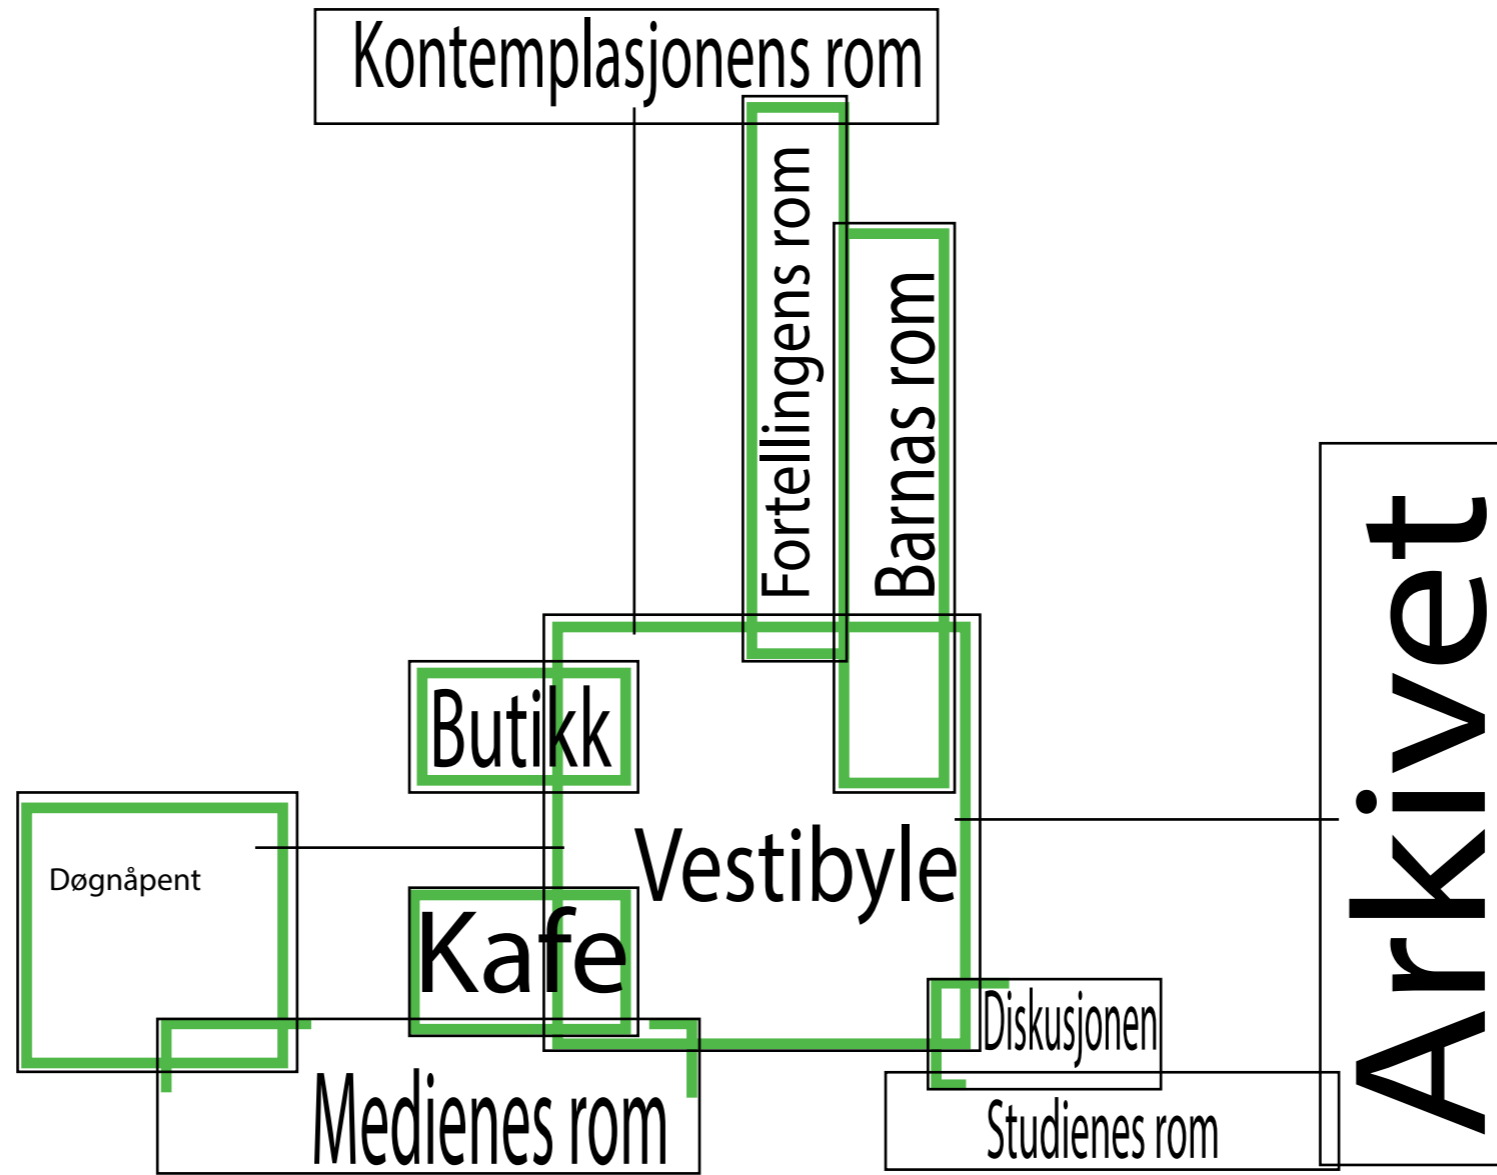 Kontemplasjonens rom
Fortellingens rom
Barnas rom
Arkivet
Butikk
Vestibyle
Døgnåpent
Kafe
Diskusjonen
Medienes rom
Studienes rom